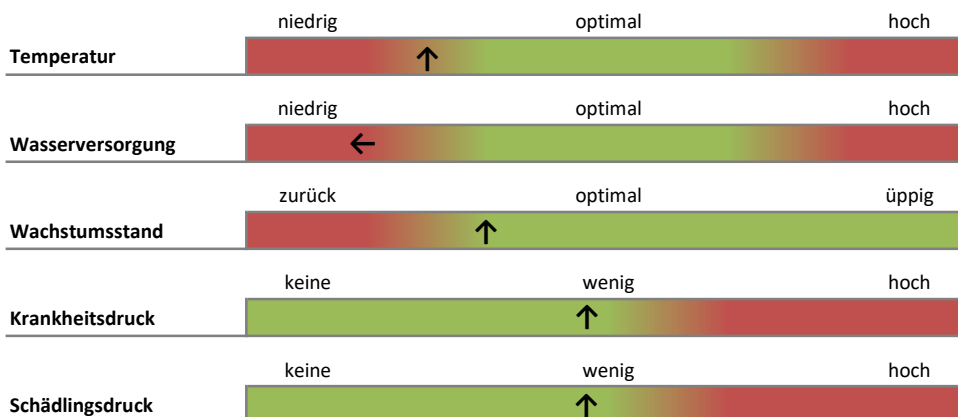 niedrig optimal hoch
Temperatur
niedrig optimal hoch
Wasserversorgung
zurück optimal üppig
Wachstumsstand
keine wenig hoch
Krankheitsdruck
keine wenig hoch
Schädlingsdruck